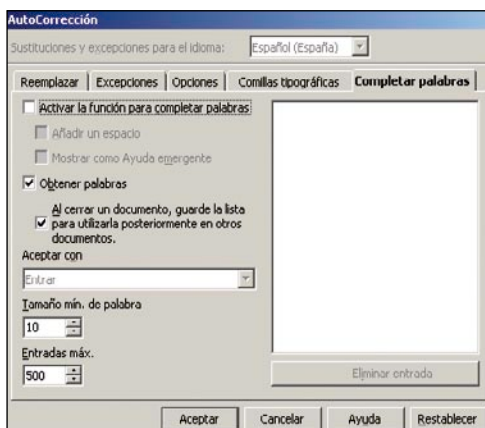 AutoCorrección
Sustituciones y excepciones para el idioma: Español (España)
Reemplazar Excepciones Opciones Comillas tipográficas Completar palabras
Activar la función para completar palabras
Añadir un espacio
Mostrar como Ayuda emergente
Obtener palabras
Al cerrar un documento, guarde la lista
para utilizarla posteriormente en otros
documentos.
Aceptar con
Entrar
Tamaño mín. de palabra
10
Entradas máx.
500
Eliminar entrada
Aceptar Cancelar Ayuda Restablecer